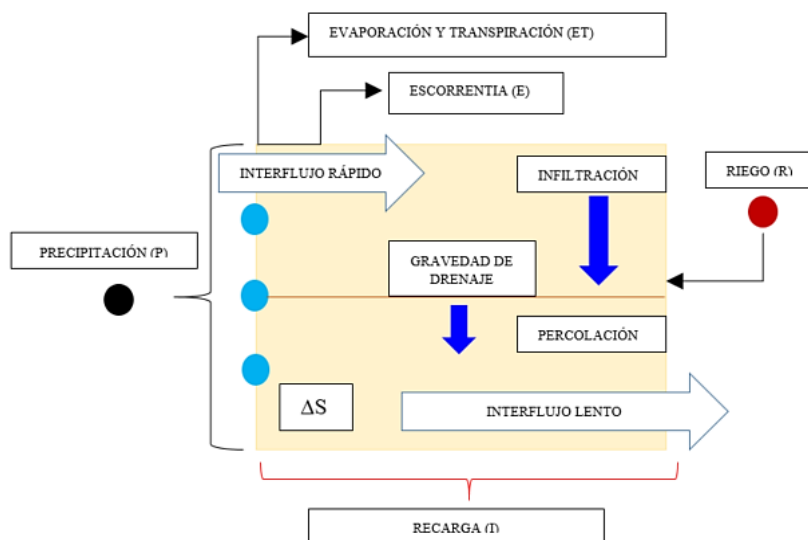 EVAPORACIÓN Y TRANSPIRACIÓN (ET)
ESCORRENTIA (E)
INTERFLUJO RÁPIDO
INFILTRACIÓN
RIEGO (R)
PRECIPITACIÓN (P)
GRAVEDAD DE
DRENAJE
PERCOLACIÓN
ΔS
INTERFLUJO LENTO
RECARGA (I)